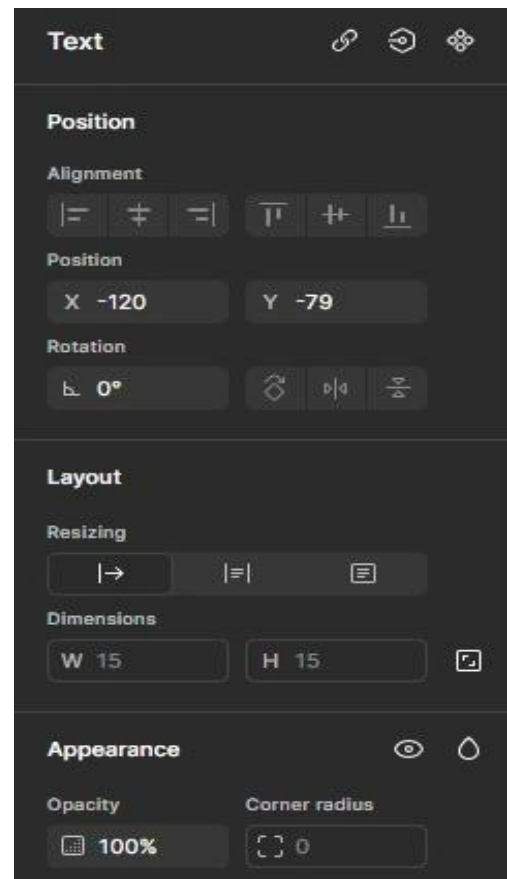 Text
Position
Alignment
Position
X -120 Y -79
Rotation
0°
Layout
Resizing
Dimensions
W 15 H 15
Appearance
Opacity Corner radius
100% 0